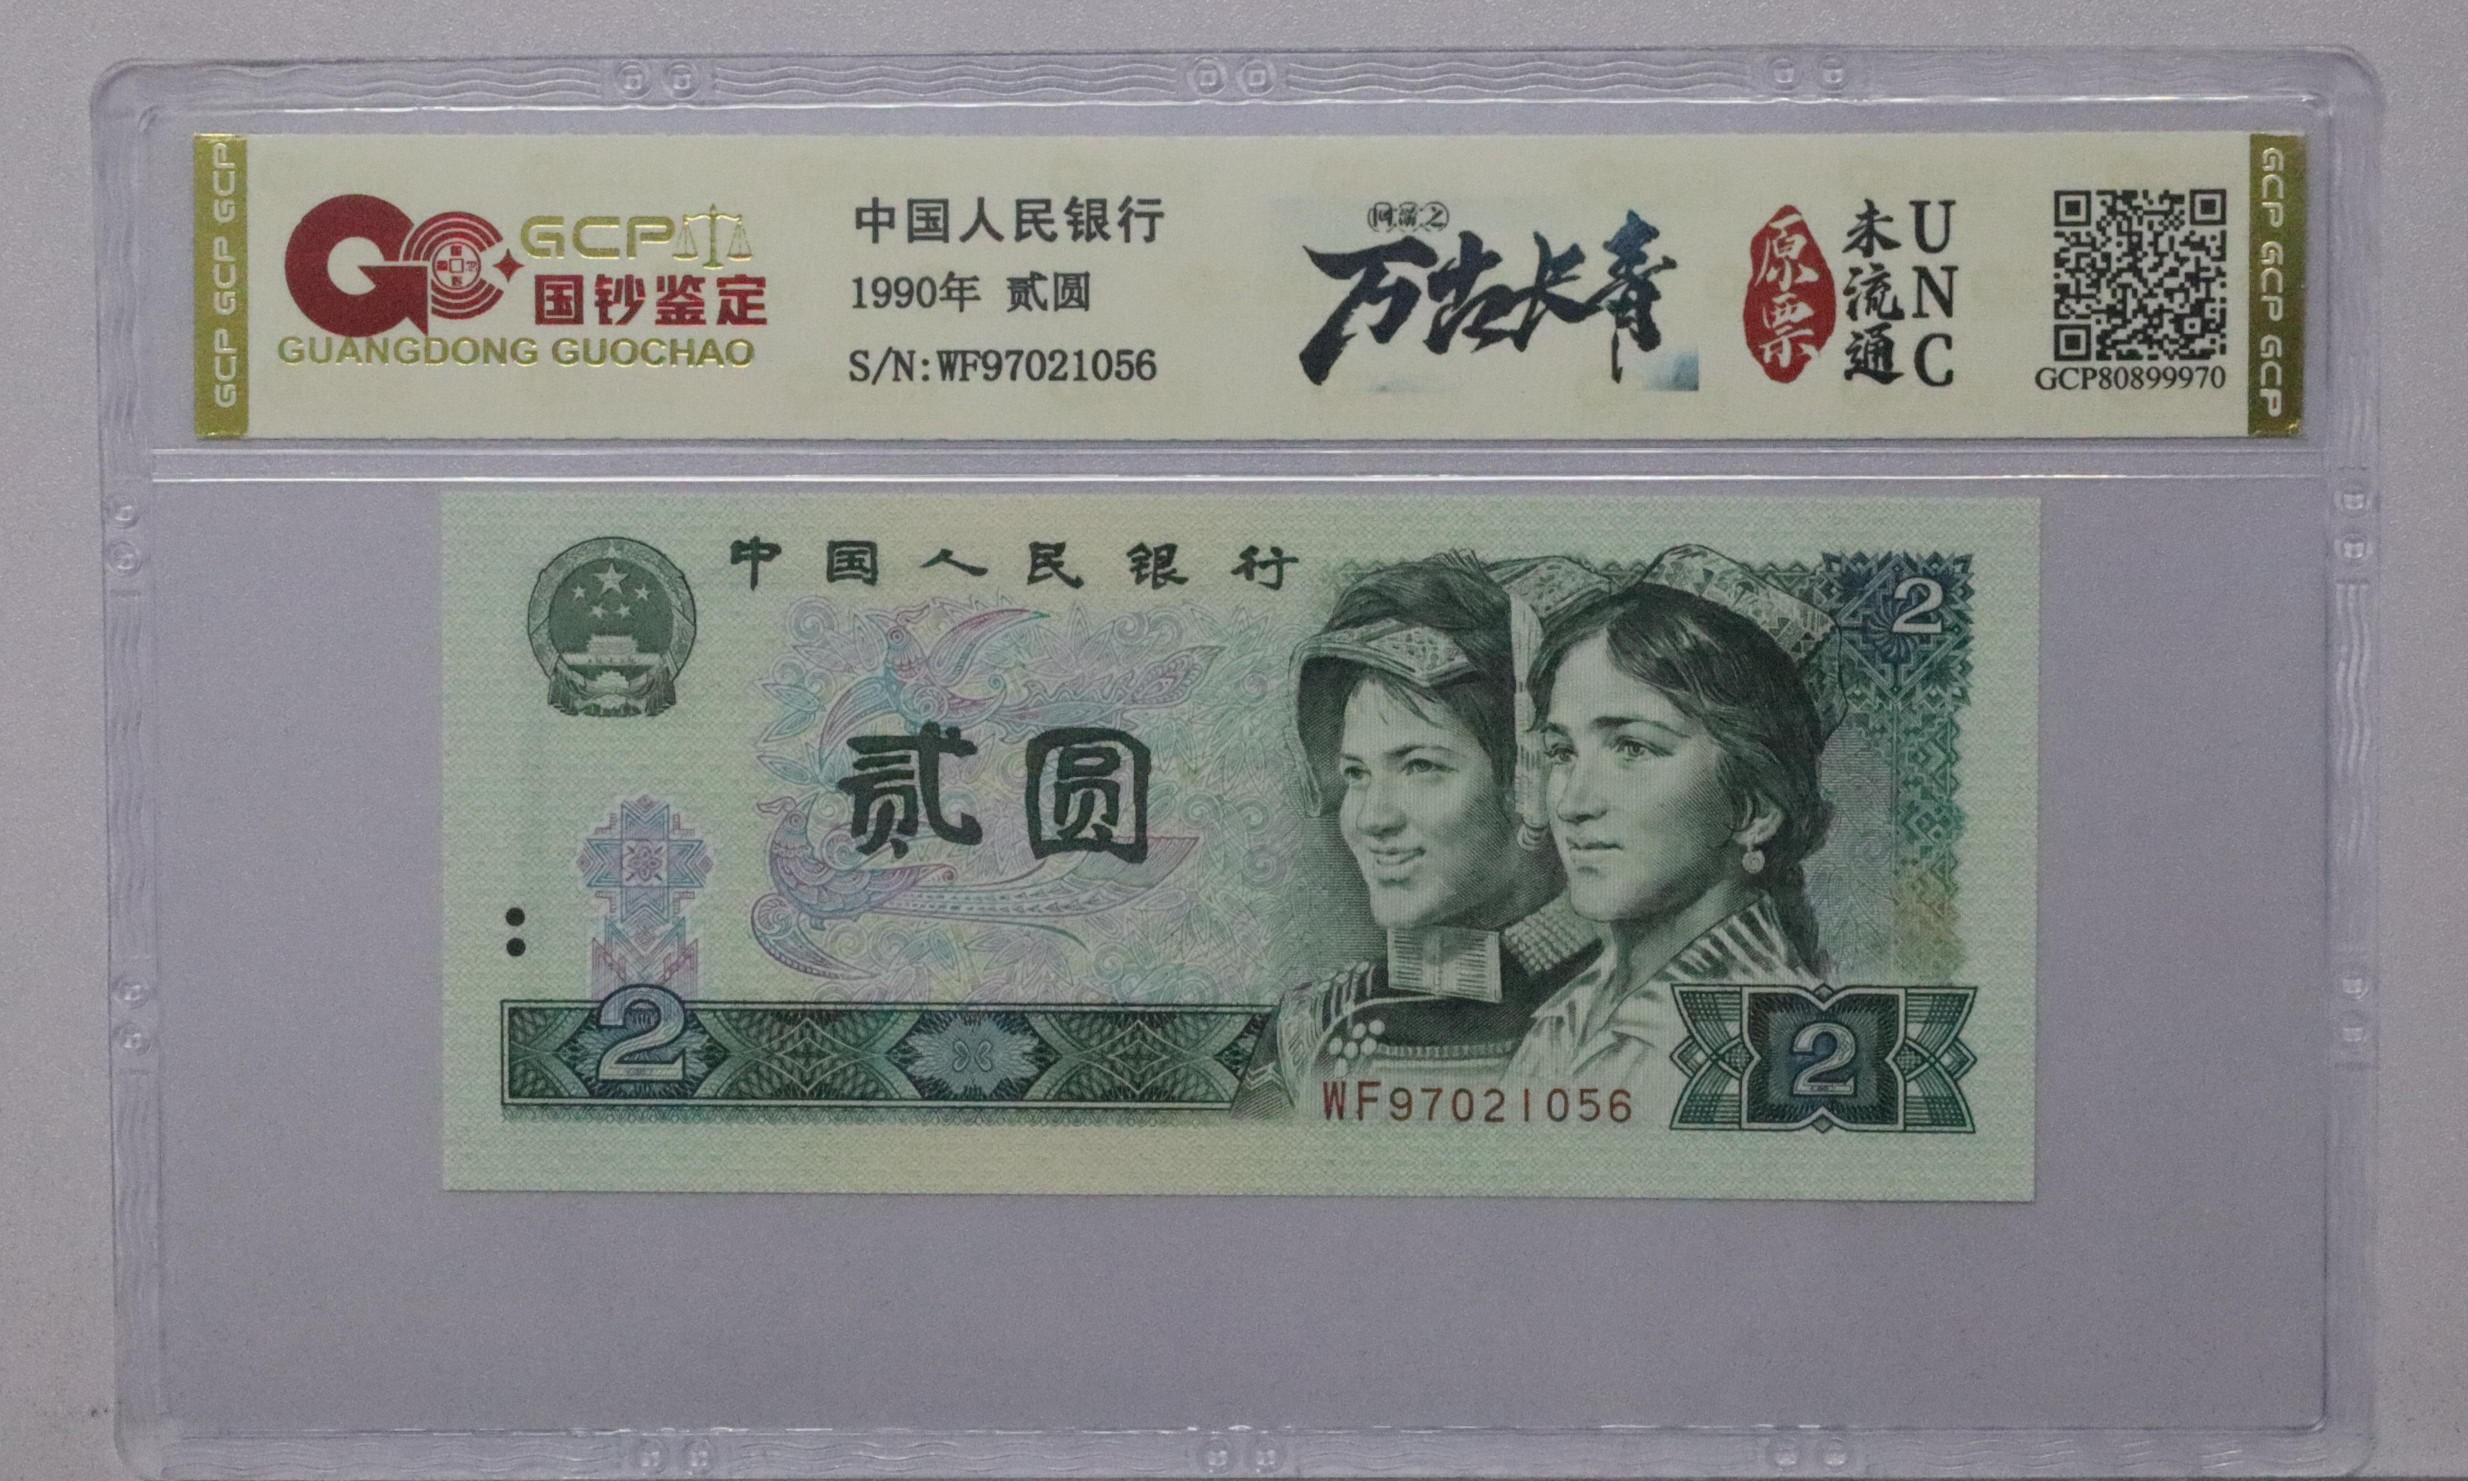 GCP GCP GCP GCP
GCP
国钞鉴定
GUANGDONG GUOCHAO
中国人民银行
1990年 贰圆
S/N:WF97021056
万古长青
原票
未流通
UNC
GCP80899970
GCP GCP GCP GCP
中国人民银行
2
贰圆
2
WF97021056
2